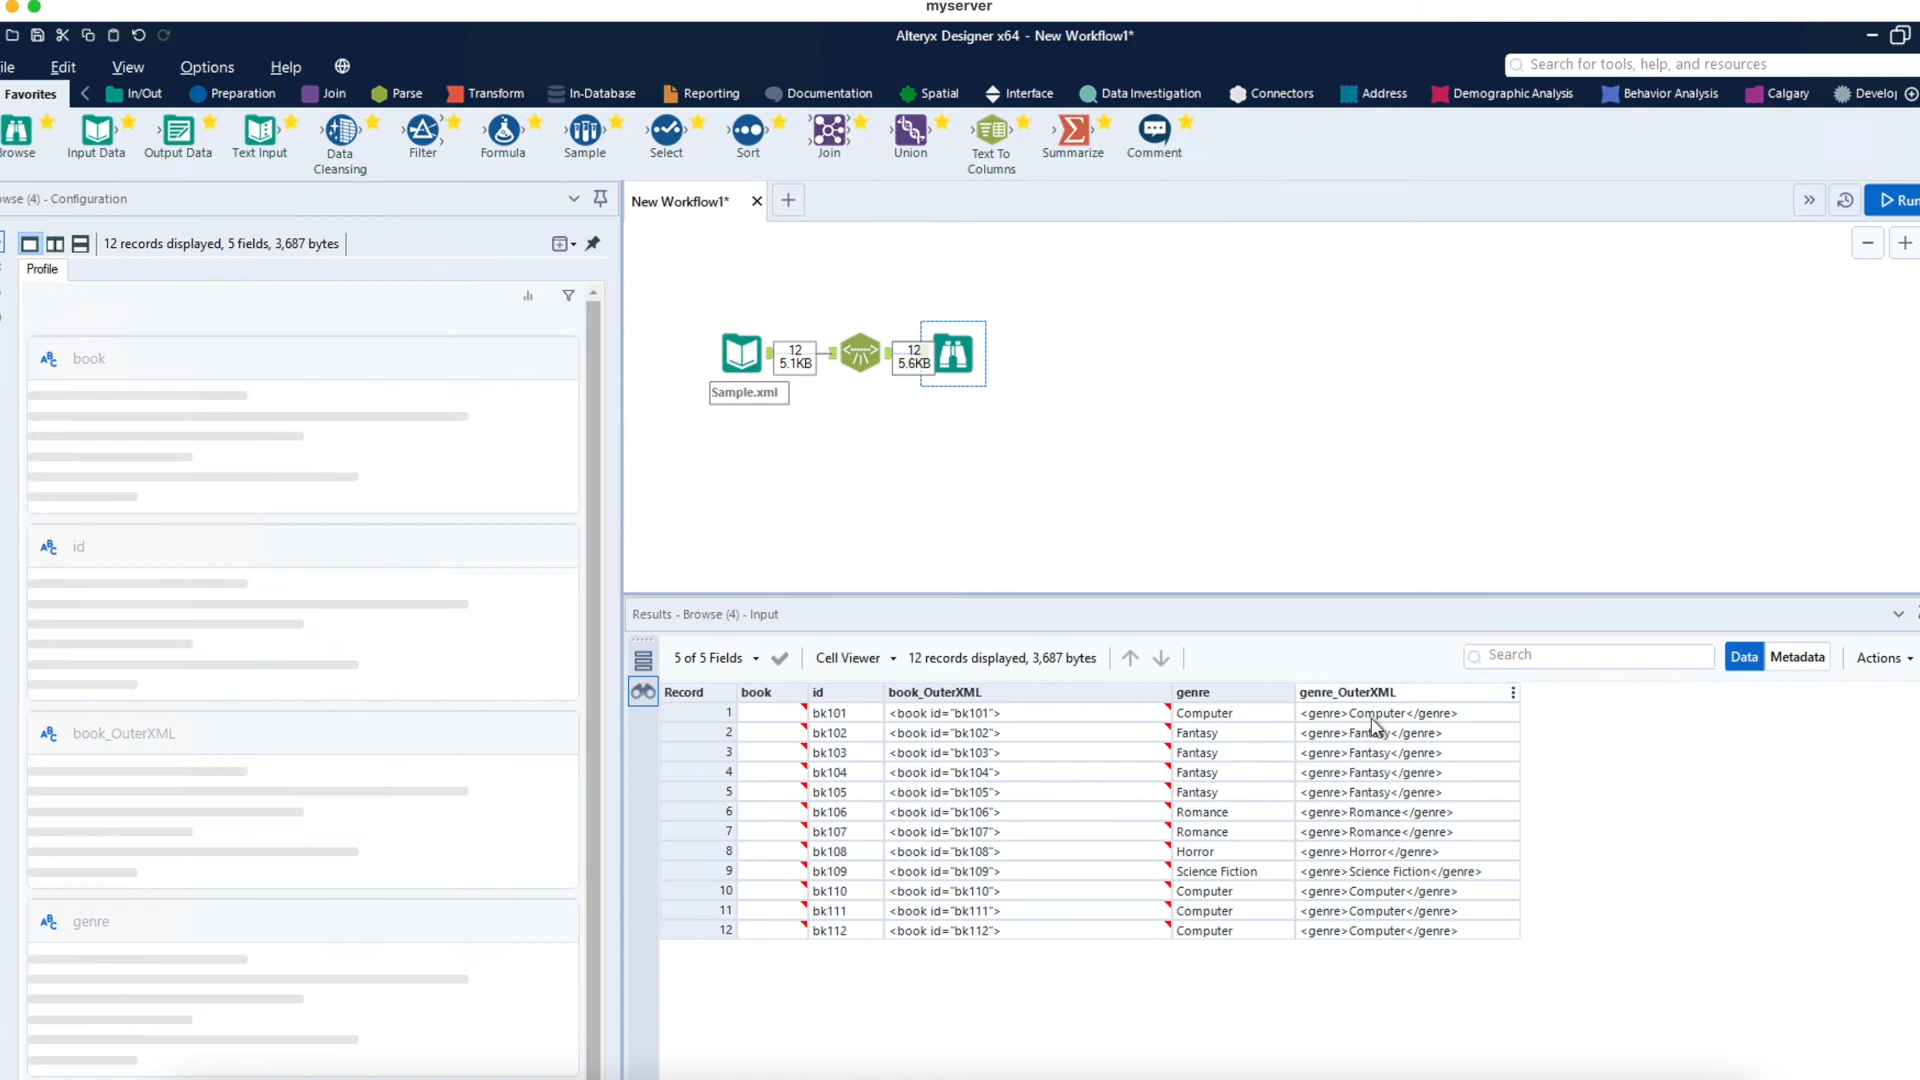 myserver
Alteryx Designer x64 - New Workflow1*
ile Edit View Options Help
Search for tools, help, and resources
Favorites In/Out Preparation Join Parse Transform In-Database Reporting Documentation Spatial Interface Data Investigation Connectors Address Demographic Analysis Behavior Analysis Calgary Develop
Browse Input Data Output Data Text Input Data Cleansing Filter Formula Sample Select Sort Join Union Text To Columns Summarize Comment
owse (4) - Configuration
New Workflow1*
Run
12 records displayed, 5 fields, 3,687 bytes
Profile
ABC book
ABC id
ABC book_OuterXML
ABC genre
12
5.1KB
12
5.6KB
Sample.xml
Results - Browse (4) - Input
5 of 5 Fields Cell Viewer 12 records displayed, 3,687 bytes Search Data Metadata Actions
Record book id book_OuterXML genre genre_OuterXML
1 bk101 <book id="bk101"> Computer <genre>Computer</genre>
2 bk102 <book id="bk102"> Fantasy <genre>Fantasy</genre>
3 bk103 <book id="bk103"> Fantasy <genre>Fantasy</genre>
4 bk104 <book id="bk104"> Fantasy <genre>Fantasy</genre>
5 bk105 <book id="bk105"> Fantasy <genre>Fantasy</genre>
6 bk106 <book id="bk106"> Romance <genre>Romance</genre>
7 bk107 <book id="bk107"> Romance <genre>Romance</genre>
8 bk108 <book id="bk108"> Horror <genre>Horror</genre>
9 bk109 <book id="bk109"> Science Fiction <genre>Science Fiction</genre>
10 bk110 <book id="bk110"> Computer <genre>Computer</genre>
11 bk111 <book id="bk111"> Computer <genre>Computer</genre>
12 bk112 <book id="bk112"> Computer <genre>Computer</genre>